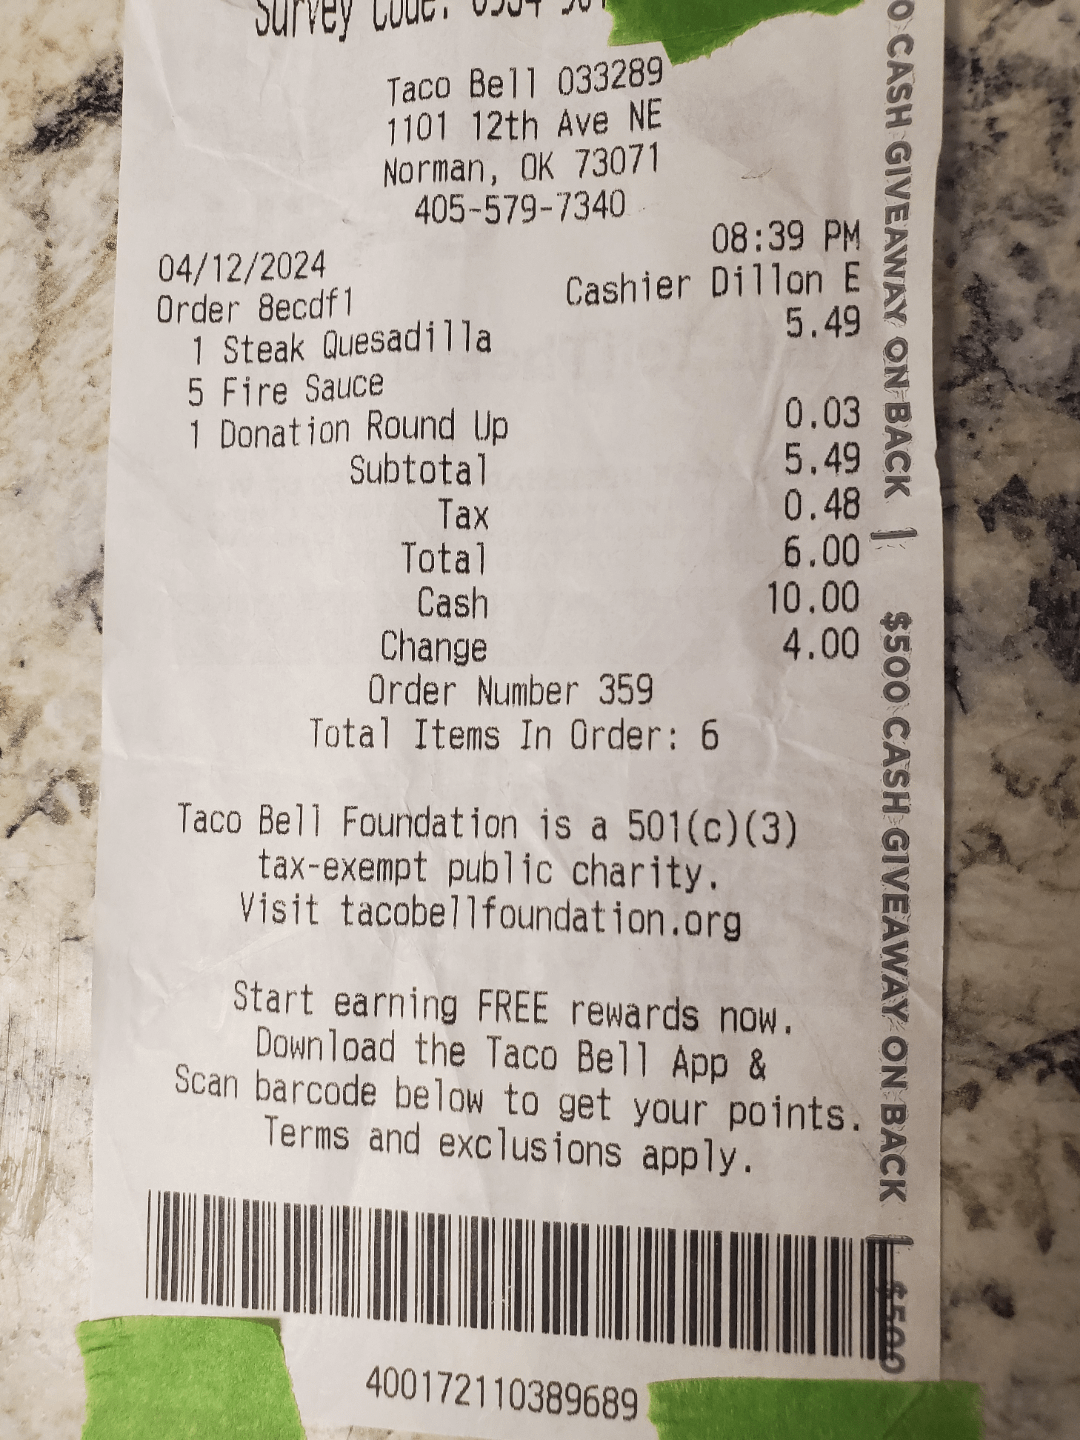 Survey Code:
Taco Bell 033289
1101 12th Ave NE
Norman, OK 73071
405-579-7340
08:39 PM
04/12/2024
Cashier Dillon E
Order 8ecdf1
1 Steak Quesadilla 5.49
5 Fire Sauce
1 Donation Round Up 0.03
Subtotal 5.49
Tax 0.48
Total 6.00
Cash 10.00
Change 4.00
Order Number 359
Total Items In Order: 6
Taco Bell Foundation is a 501(c)(3)
tax-exempt public charity.
Visit tacobellfoundation.org
Start earning FREE rewards now.
Download the Taco Bell App &
Scan barcode below to get your points.
Terms and exclusions apply.
400172110389689
CASH GIVEAWAY ON BACK | $500 CASH GIVEAWAY ON BACK | $500